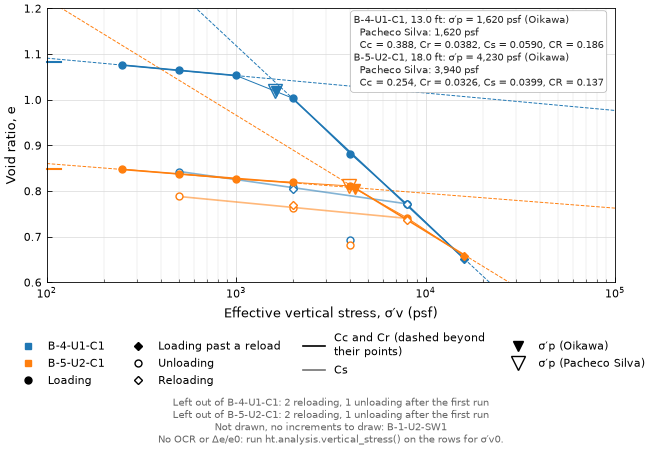 B-4-U1-C1, 13.0 ft: σ′p = 1,620 psf (Oikawa)
Pacheco Silva: 1,620 psf
Cc = 0.388, Cr = 0.0382, Cs = 0.0590, CR = 0.186
B-5-U2-C1, 18.0 ft: σ′p = 4,230 psf (Oikawa)
Pacheco Silva: 3,940 psf
Cc = 0.254, Cr = 0.0326, Cs = 0.0399, CR = 0.137
Void ratio, e
1.2
1.1
1.0
0.9
0.8
0.7
0.6
10² 10³ 10⁴ 10⁵
Effective vertical stress, σ′v (psf)
B-4-U1-C1
B-5-U2-C1
Loading
Loading past a reload
Unloading
Reloading
Cc and Cr (dashed beyond
their points)
Cs
σ′p (Oikawa)
σ′p (Pacheco Silva)
Left out of B-4-U1-C1: 2 reloading, 1 unloading after the first run
Left out of B-5-U2-C1: 2 reloading, 1 unloading after the first run
Not drawn, no increments to draw: B-1-U2-SW1
No OCR or Δe/e0: run ht.analysis.vertical_stress() on the rows for σ′v0.